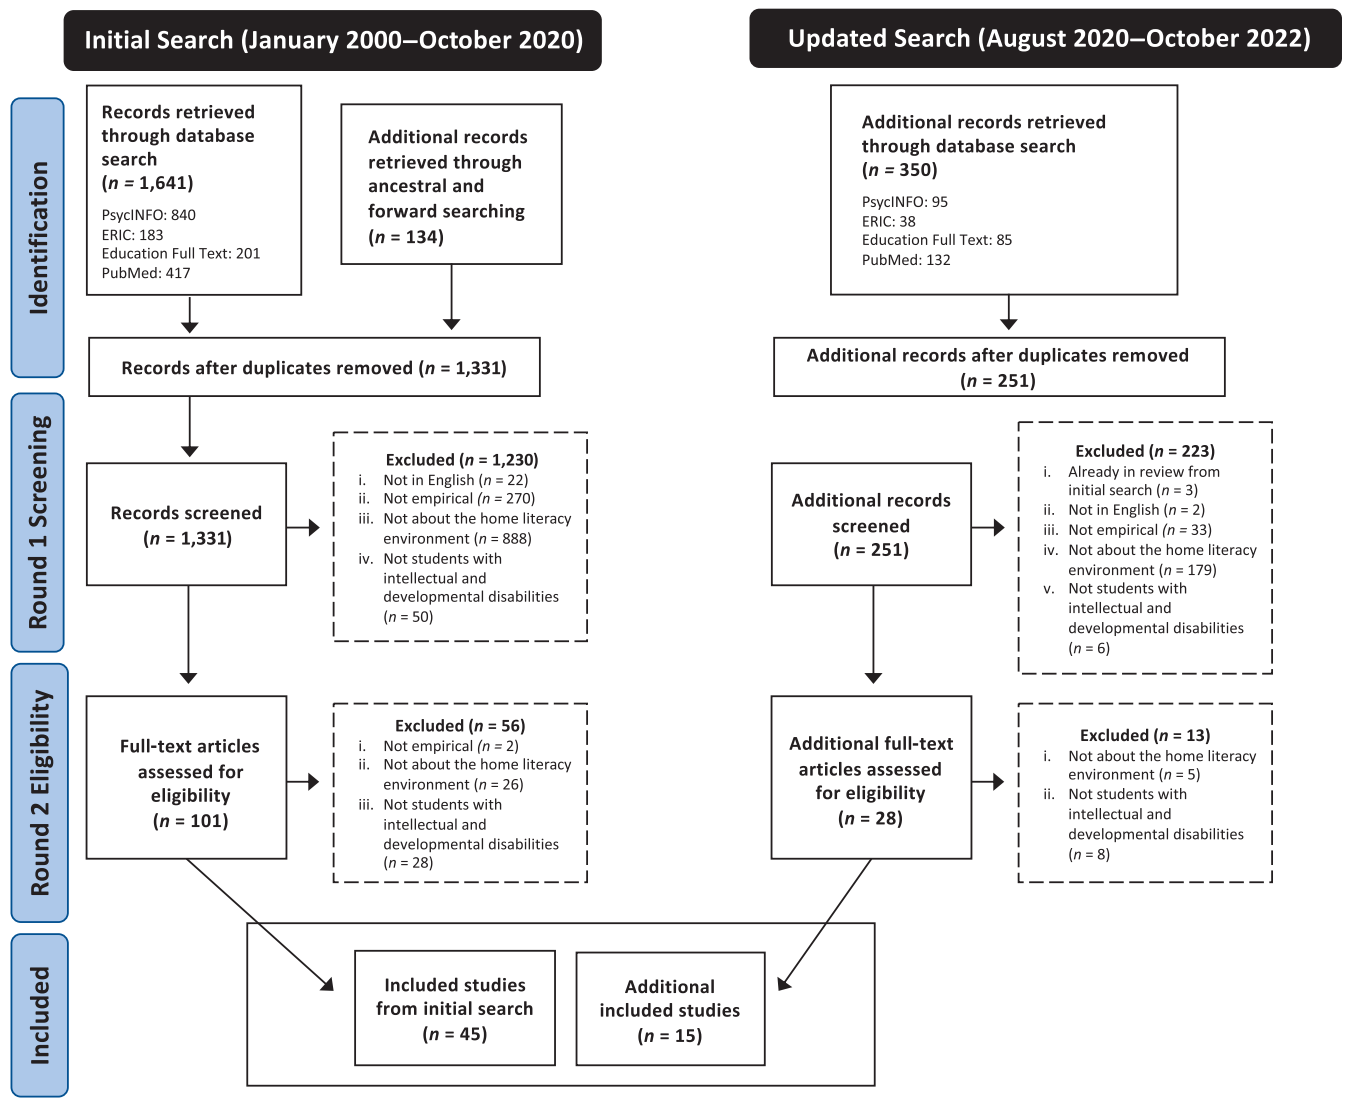 Initial Search (January 2000–October 2020)
Updated Search (August 2020–October 2022)
Identification
Records retrieved
through database
search
(n = 1,641)
PsycINFO: 840
ERIC: 183
Education Full Text: 201
PubMed: 417
Additional records
retrieved through
ancestral and
forward searching
(n = 134)
Additional records retrieved
through database search
(n = 350)
PsycINFO: 95
ERIC: 38
Education Full Text: 85
PubMed: 132
Records after duplicates removed (n = 1,331)
Additional records after duplicates removed
(n = 251)
Round 1 Screening
Records screened
(n = 1,331)
Excluded (n = 1,230)
i. Not in English (n = 22)
ii. Not empirical (n = 270)
iii. Not about the home literacy
environment (n = 888)
iv. Not students with
intellectual and
developmental disabilities
(n = 50)
Additional records
screened
(n = 251)
Excluded (n = 223)
i. Already in review from
initial search (n = 3)
ii. Not in English (n = 2)
iii. Not empirical (n = 33)
iv. Not about the home literacy
environment (n = 179)
v. Not students with
intellectual and
developmental disabilities
(n = 6)
Round 2 Eligibility
Full-text articles
assessed for
eligibility
(n = 101)
Excluded (n = 56)
i. Not empirical (n = 2)
ii. Not about the home literacy
environment (n = 26)
iii. Not students with
intellectual and
developmental disabilities
(n = 28)
Additional full-text
articles assessed
for eligibility
(n = 28)
Excluded (n = 13)
i. Not about the home literacy
environment (n = 5)
ii. Not students with
intellectual and
developmental disabilities
(n = 8)
Included
Included studies
from initial search
(n = 45)
Additional
included studies
(n = 15)